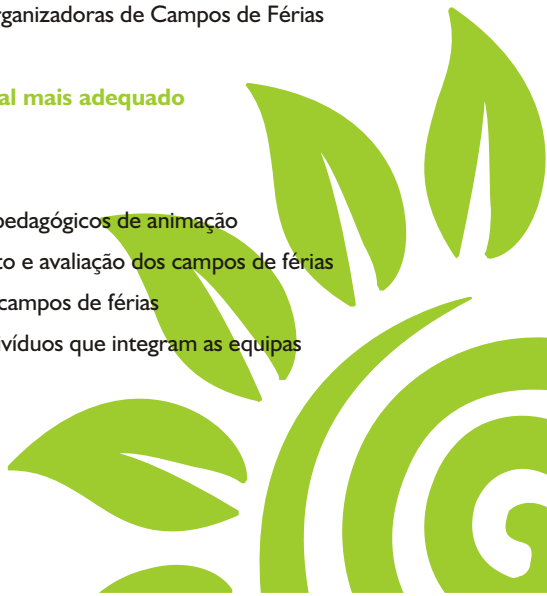 rganizadoras de Campos de Férias
al mais adequado
pedagógicos de animação
to e avaliação dos campos de férias
campos de férias
ivíduos que integram as equipas